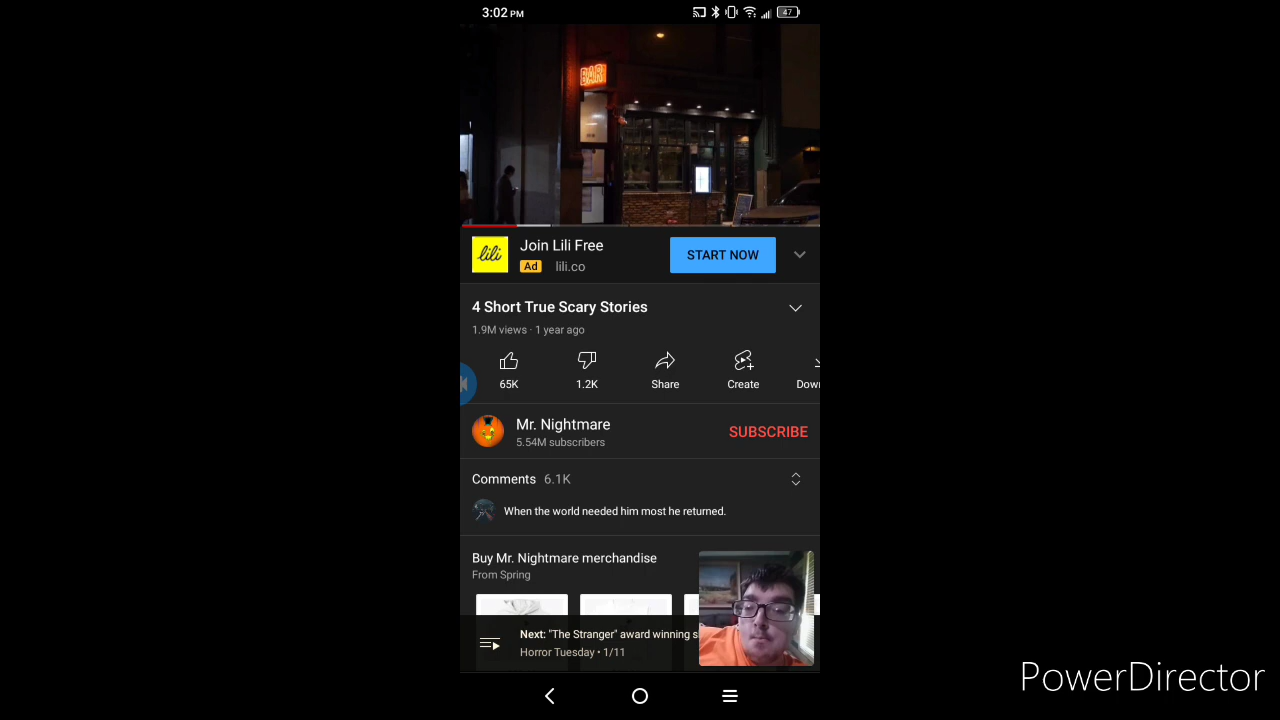 3:02 PM
47
BAR
lili
Join Lili Free
Ad lili.co
START NOW
4 Short True Scary Stories
1.9M views · 1 year ago
65K
1.2K
Share
Create
Dow
Mr. Nightmare
5.54M subscribers
SUBSCRIBE
Comments 6.1K
When the world needed him most he returned.
Buy Mr. Nightmare merchandise
From Spring
Next: "The Stranger" award winning s
Horror Tuesday • 1/11
PowerDirector